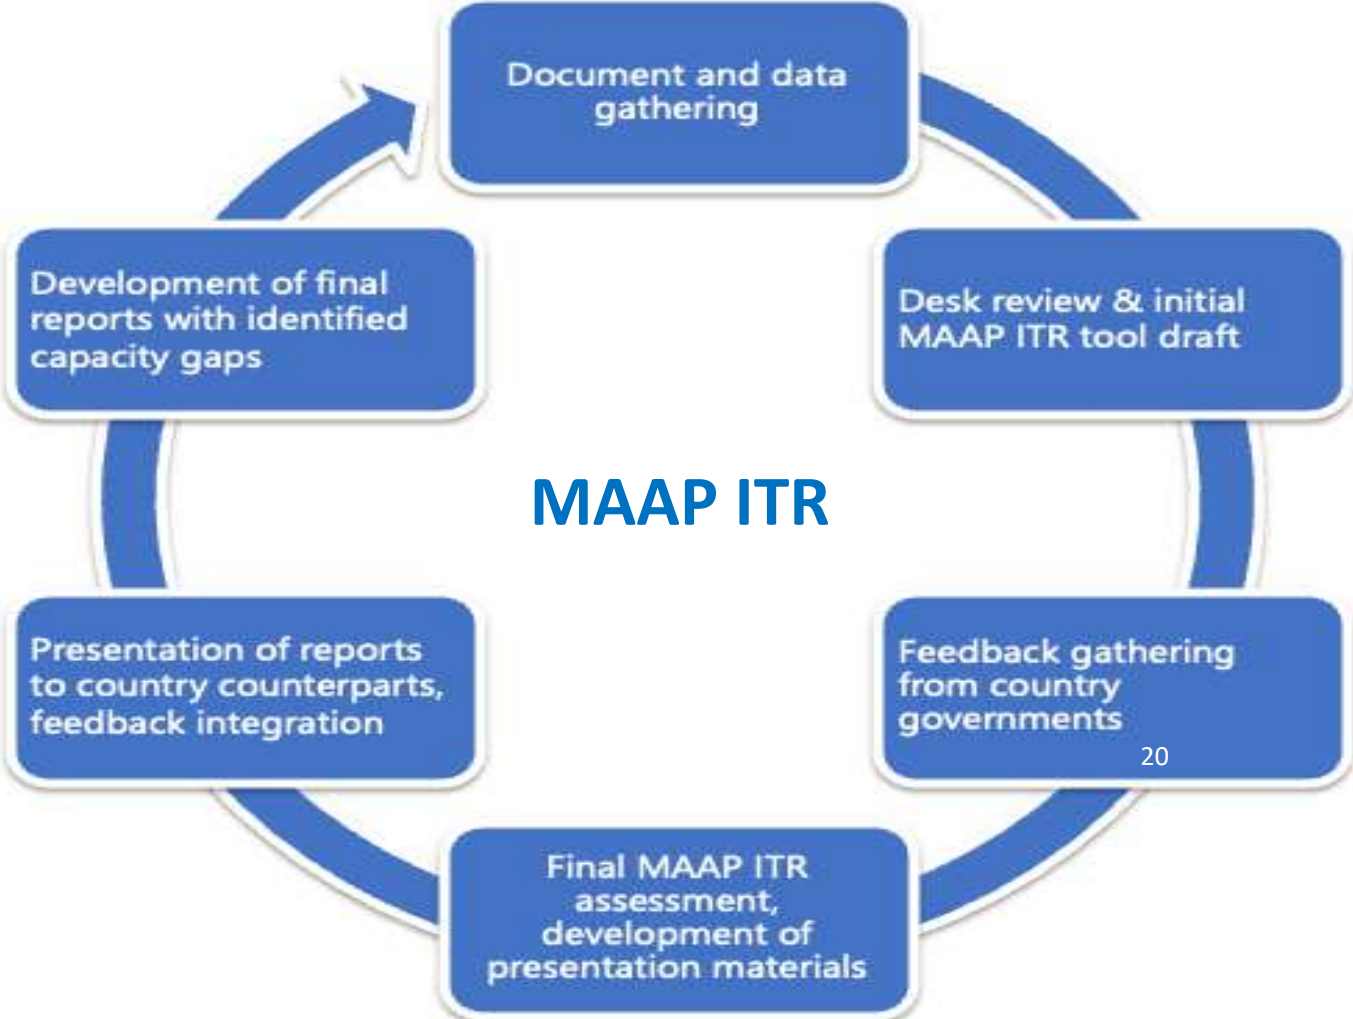 Document and data
gathering
Desk review & initial
MAAP ITR tool draft
Feedback gathering
from country
governments
20
Final MAAP ITR
assessment,
development of
presentation materials
Presentation of reports
to country counterparts,
feedback integration
Development of final
reports with identified
capacity gaps
MAAP ITR